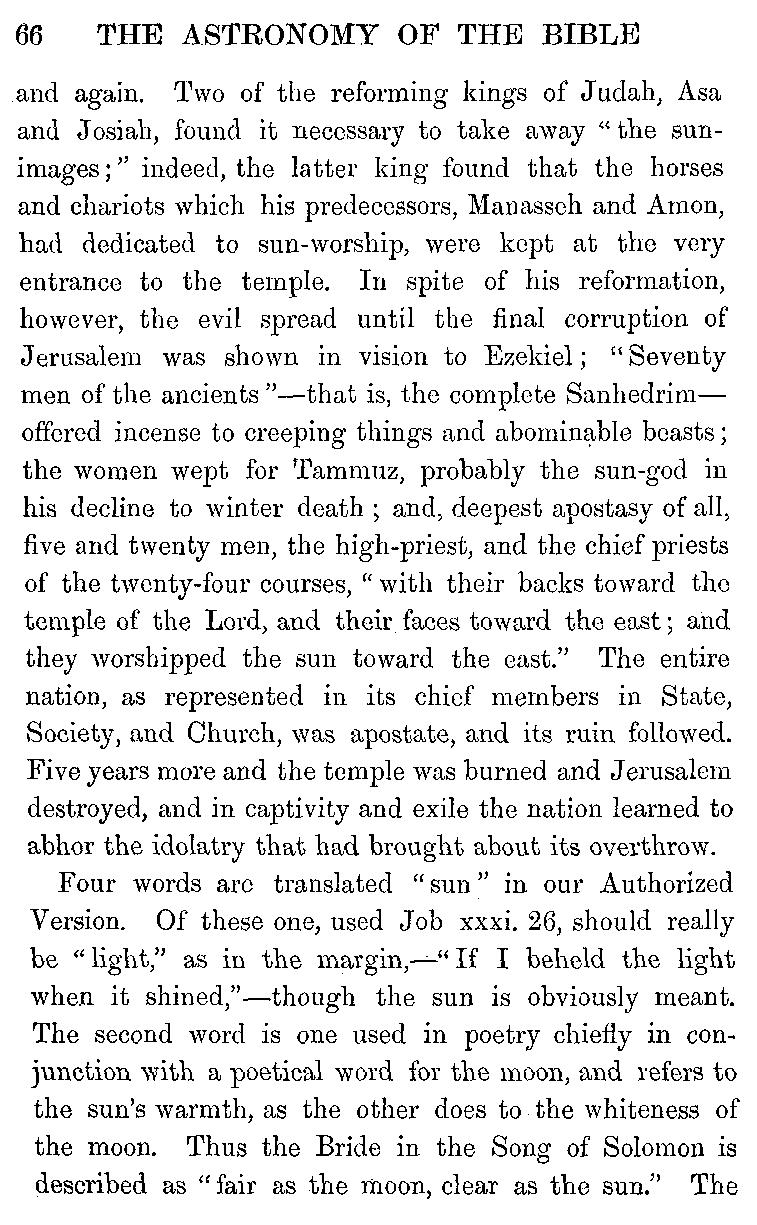 66 THE ASTRONOMY OF THE BIBLE
and again. Two of the reforming kings of Judah, Asa
and Josiah, found it necessary to take away “the sun-
images;” indeed, the latter king found that the horses
and chariots which his predecessors, Manasseh and Amon,
had dedicated to sun-worship, were kept at the very
entrance to the temple. In spite of his reformation,
however, the evil spread until the final corruption of
Jerusalem was shown in vision to Ezekiel; “Seventy
men of the ancients”—that is, the complete Sanhedrim—
offered incense to creeping things and abominable beasts;
the women wept for Tammuz, probably the sun-god in
his decline to winter death; and, deepest apostasy of all,
five and twenty men, the high-priest, and the chief priests
of the twenty-four courses, “with their backs toward the
temple of the Lord, and their faces toward the east; and
they worshipped the sun toward the east.” The entire
nation, as represented in its chief members in State,
Society, and Church, was apostate, and its ruin followed.
Five years more and the temple was burned and Jerusalem
destroyed, and in captivity and exile the nation learned to
abhor the idolatry that had brought about its overthrow.
Four words are translated “sun” in our Authorized
Version. Of these one, used Job xxxi. 26, should really
be “light,” as in the margin,—“If I beheld the light
when it shined,”—though the sun is obviously meant.
The second word is one used in poetry chiefly in con-
junction with a poetical word for the moon, and refers to
the sun's warmth, as the other does to the whiteness of
the moon. Thus the Bride in the Song of Solomon is
described as “fair as the moon, clear as the sun.” The